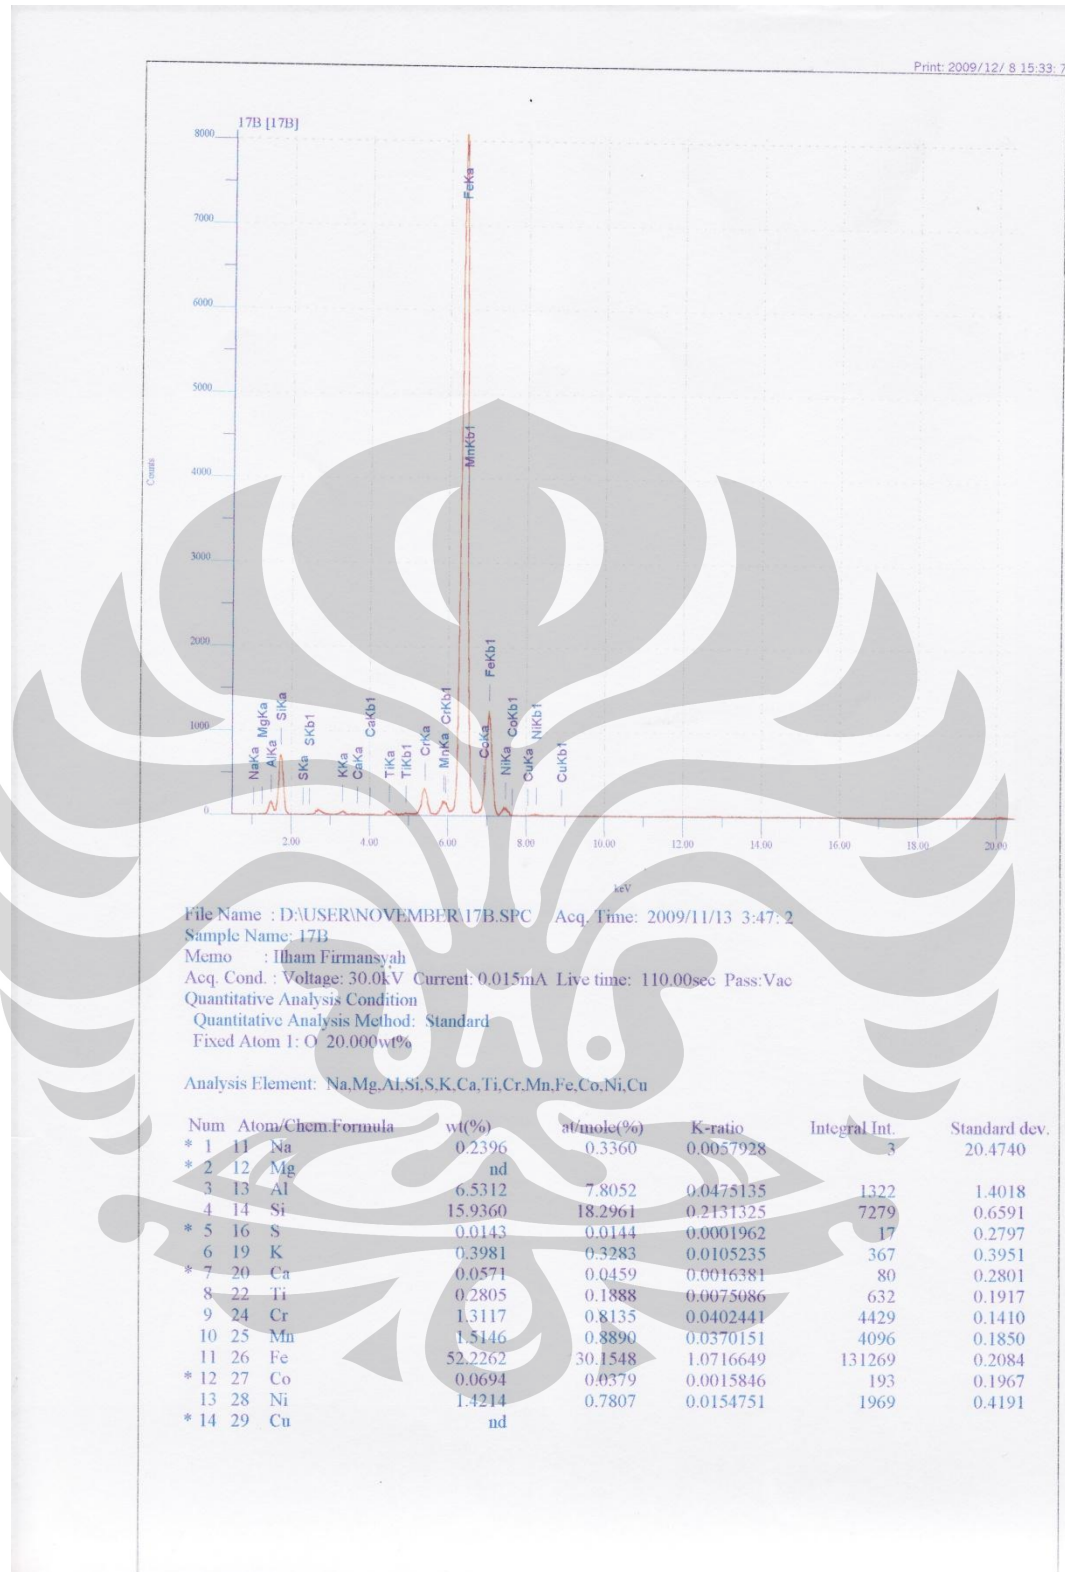 Print: 2009/12/ 8 15:33: 7
17B [17B]
8000
7000
6000
5000
4000
3000
2000
1000
0
Counts
NaKa
MgKa
AlKa
SiKa
SKa
SKb1
KKa
CaKa
CaKb1
TiKa
TiKb1
CrKa
MnKa
CrKb1
FeKa
MnKb1
CoKa
FeKb1
NiKa
CoKb1
CuKa
NiKb1
CuKb1
2.00 4.00 6.00 8.00 10.00 12.00 14.00 16.00 18.00 20.00
keV
File Name : D:\USER\NOVEMBER\17B.SPC Acq. Time: 2009/11/13 3:47: 2
Sample Name: 17B
Memo : Ilham Firmansyah
Acq. Cond. : Voltage: 30.0kV Current: 0.015mA Live time: 110.00sec Pass:Vac
Quantitative Analysis Condition
Quantitative Analysis Method: Standard
Fixed Atom 1: O 20.000wt%
Analysis Element: Na,Mg,Al,Si,S,K,Ca,Ti,Cr,Mn,Fe,Co,Ni,Cu
Num Atom/Chem.Formula wt(%) at/mole(%) K-ratio Integral Int. Standard dev.
* 1 11 Na 0.2396 0.3360 0.0057928 3 20.4740
* 2 12 Mg nd
3 13 Al 6.5312 7.8052 0.0475135 1322 1.4018
4 14 Si 15.9360 18.2961 0.2131325 7279 0.6591
* 5 16 S 0.0143 0.0144 0.0001962 17 0.2797
6 19 K 0.3981 0.3283 0.0105235 367 0.3951
* 7 20 Ca 0.0571 0.0459 0.0016381 80 0.2801
8 22 Ti 0.2805 0.1888 0.0075086 632 0.1917
9 24 Cr 1.3117 0.8135 0.0402441 4429 0.1410
10 25 Mn 1.5146 0.8890 0.0370151 4096 0.1850
11 26 Fe 52.2262 30.1548 1.0716649 131269 0.2084
* 12 27 Co 0.0694 0.0379 0.0015846 193 0.1967
13 28 Ni 1.4214 0.7807 0.0154751 1969 0.4191
* 14 29 Cu nd